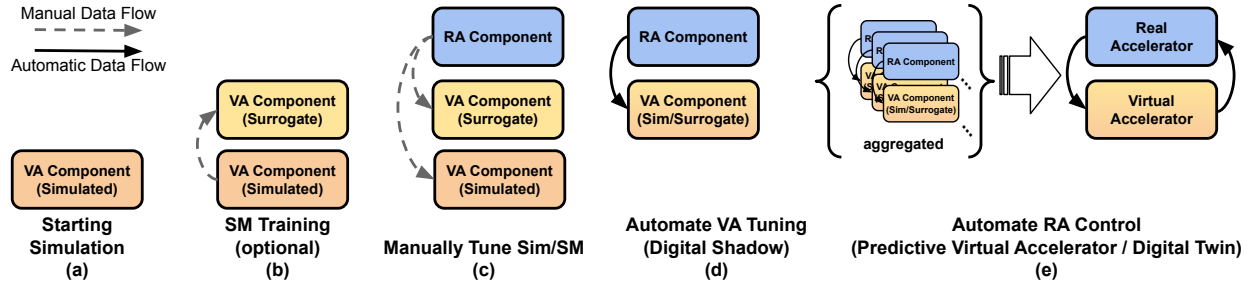 Manual Data Flow
Automatic Data Flow
VA Component
(Simulated)
Starting
Simulation
(a)
VA Component
(Surrogate)
VA Component
(Simulated)
SM Training
(optional)
(b)
RA Component
VA Component
(Surrogate)
VA Component
(Simulated)
Manually Tune Sim/SM
(c)
RA Component
VA Component
(Sim/Surrogate)
Automate VA Tuning
(Digital Shadow)
(d)
RA Component
VA Component
(Sim/Surrogate)
aggregated
Real
Accelerator
Virtual
Accelerator
Automate RA Control
(Predictive Virtual Accelerator / Digital Twin)
(e)